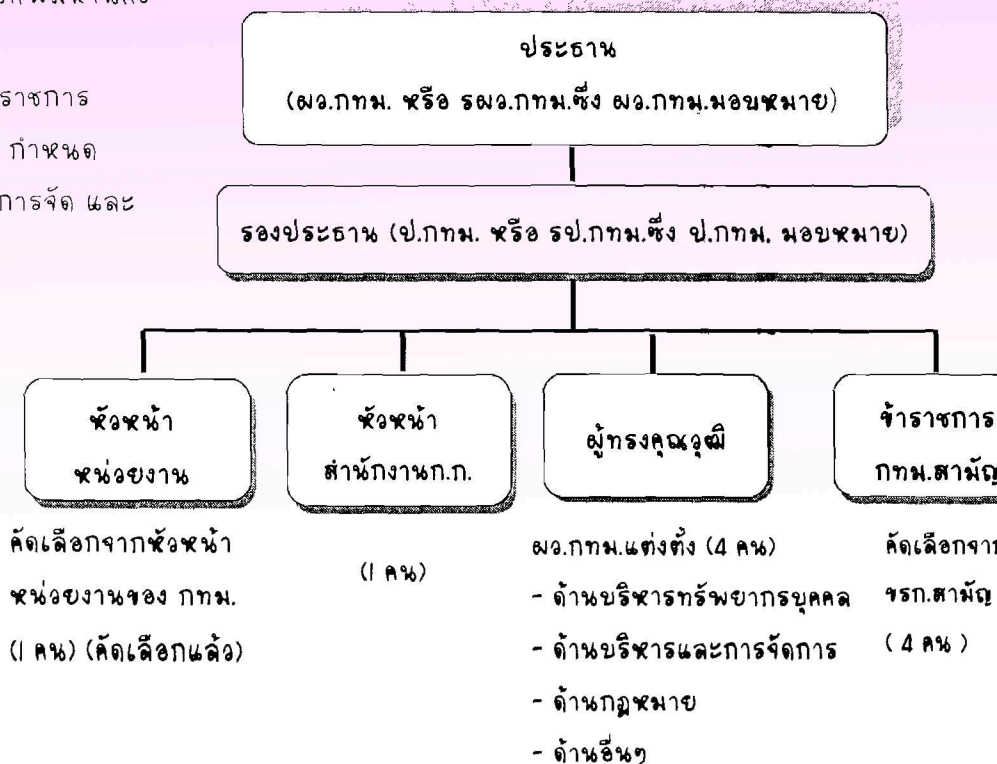 ราชการ
กำหนด
การจัด และ
ประธาน
(ผว.กทม. หรือ รผว.กทม.ซึ่ง ผว.กทม.มอบหมาย)
รองประธาน (ป.กทม. หรือ รป.กทม.ซึ่ง ป.กทม. มอบหมาย)
หัวหน้า
หน่วยงาน
คัดเลือกจากหัวหน้า
หน่วยงานของ กทม.
(1 คน) (คัดเลือกแล้ว)
หัวหน้า
สำนักงานก.ก.
(1 คน)
ผู้ทรงคุณวุฒิ
ผว.กทม.แต่งตั้ง (4 คน)
- ด้านบริหารทรัพยากรบุคคล
- ด้านบริหารและการจัดการ
- ด้านกฎหมาย
- ด้านอื่นๆ
ข้าราชการ
กทม.สามัญ
คัดเลือกจาก
ขรก.สามัญ
( 4 คน )